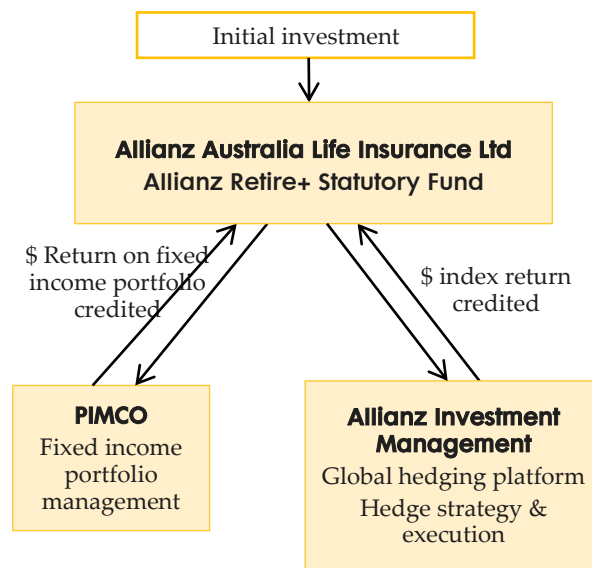 Initial investment
Allianz Australia Life Insurance Ltd
Allianz Retire+ Statutory Fund
$ Return on fixed
income portfolio
credited
$ index return
credited
PIMCO
Fixed income
portfolio
management
Allianz Investment
Management
Global hedging platform
Hedge strategy &
execution